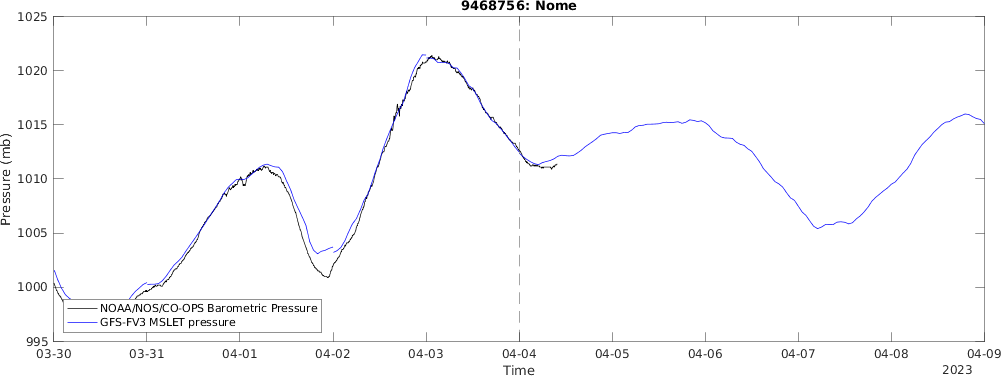 9468756: Nome
1025
1020
1015
1010
1005
1000
995
Pressure (mb)
NOAA/NOS/CO-OPS Barometric Pressure
GFS-FV3 MSLET pressure
03-30 03-31 04-01 04-02 04-03 04-04 04-05 04-06 04-07 04-08 04-09
Time
2023